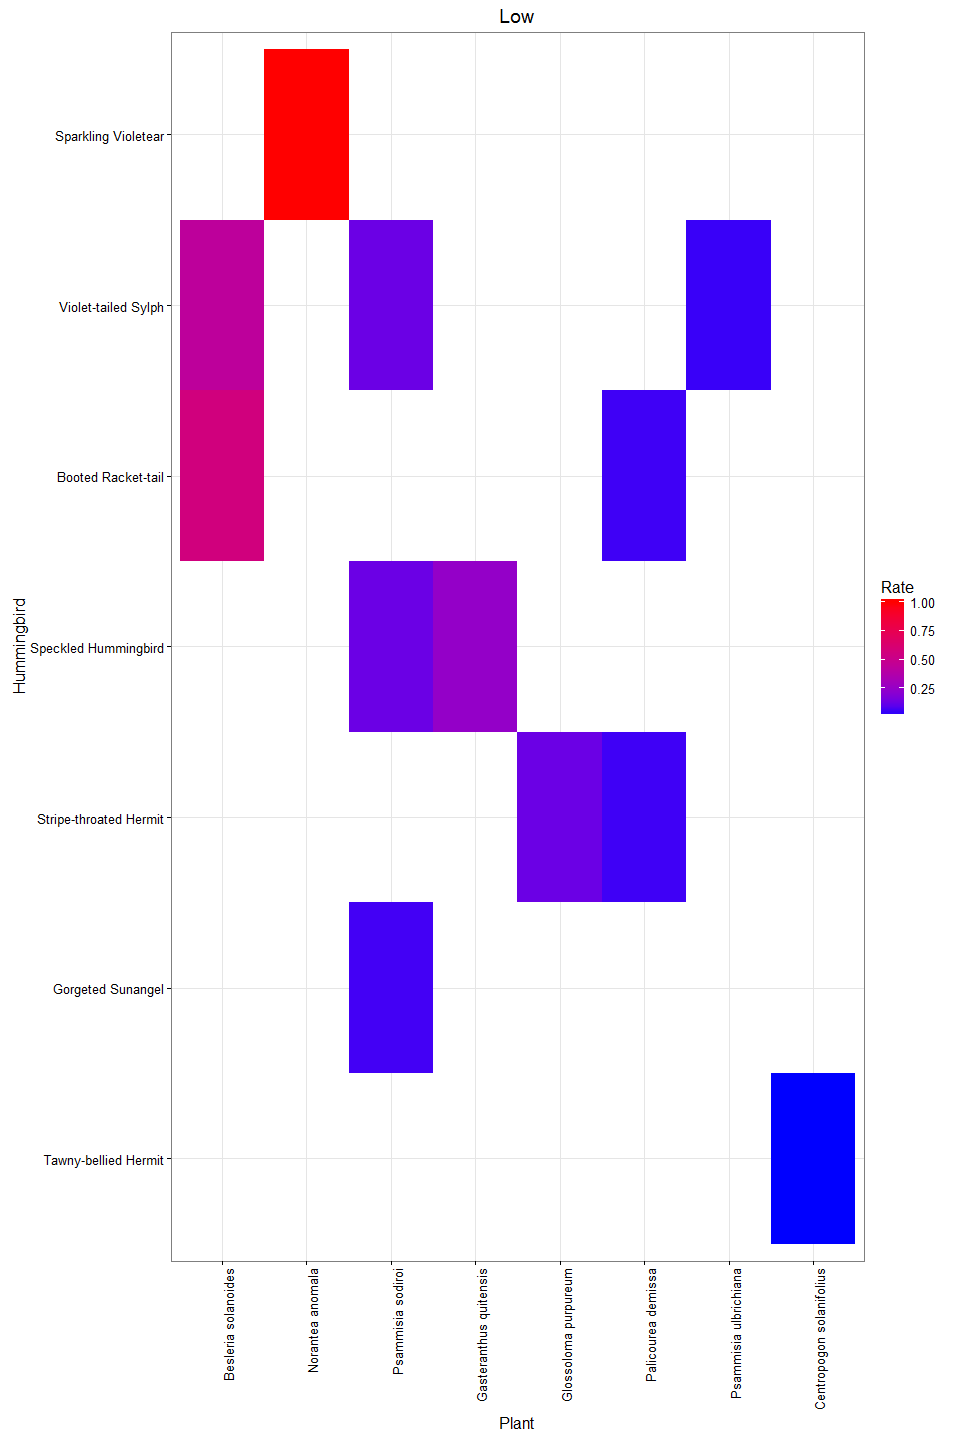 Low
Hummingbird
Sparkling Violetear
Violet-tailed Sylph
Booted Racket-tail
Speckled Hummingbird
Stripe-throated Hermit
Gorgeted Sunangel
Tawny-bellied Hermit
Rate
1.00
0.75
0.50
0.25
Besleria solanoides
Norantea anomala
Psammisia sodiroi
Gasteranthus quitensis
Glossoloma purpureum
Palicourea demissa
Psammisia ulbrichiana
Centropogon solanifolius
Plant